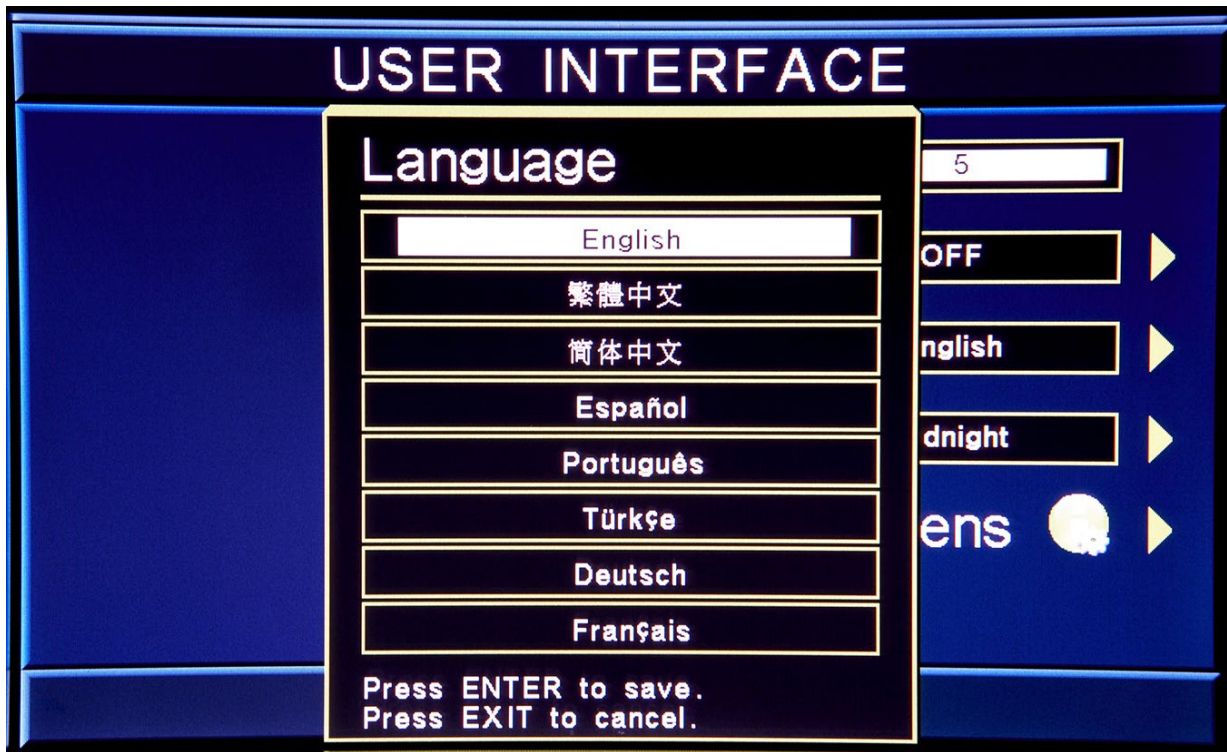 USER INTERFACE
Language
English
繁體中文
简体中文
Español
Português
Türkçe
Deutsch
Français
Press ENTER to save.
Press EXIT to cancel.
5
OFF
nglish
dnight
ens